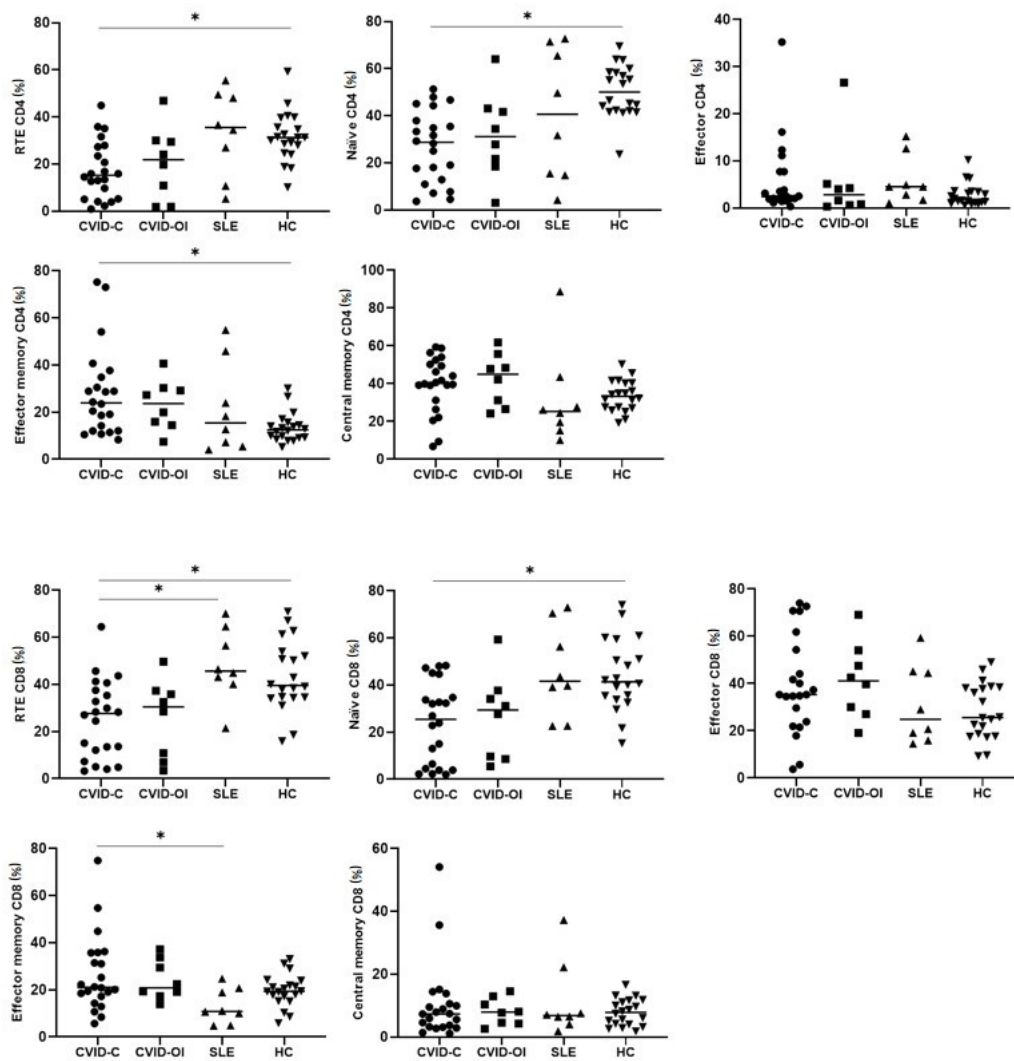 RTE CD4 (%)
80
60
40
20
0
*
CVID-C CVID-OI SLE HC
Naïve CD4 (%)
80
60
40
20
0
*
CVID-C CVID-OI SLE HC
Effector CD4 (%)
40
30
20
10
0
CVID-C CVID-OI SLE HC
Effector memory CD4 (%)
80
60
40
20
0
*
CVID-C CVID-OI SLE HC
Central memory CD4 (%)
100
80
60
40
20
0
CVID-C CVID-OI SLE HC
RTE CD8 (%)
80
60
40
20
0
*
*
CVID-C CVID-OI SLE HC
Naïve CD8 (%)
80
60
40
20
0
*
CVID-C CVID-OI SLE HC
Effector CD8 (%)
80
60
40
20
0
CVID-C CVID-OI SLE HC
Effector memory CD8 (%)
80
60
40
20
0
*
CVID-C CVID-OI SLE HC
Central memory CD8 (%)
60
40
20
0
CVID-C CVID-OI SLE HC